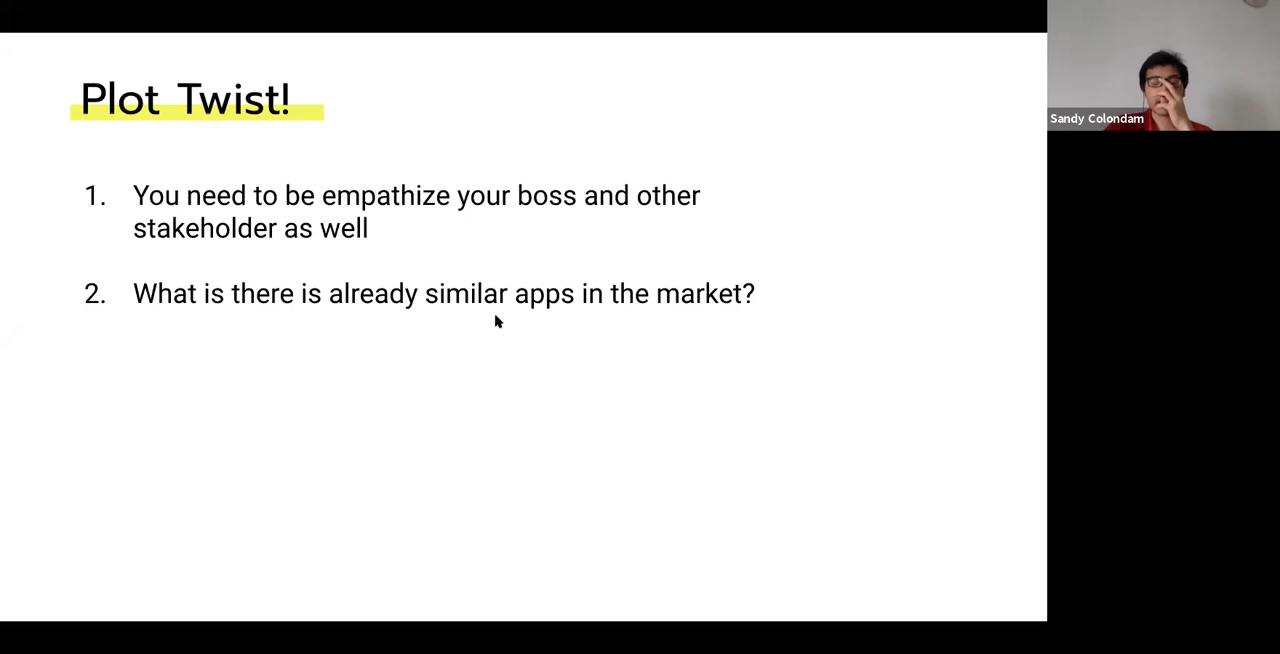 Plot Twist!
1. You need to be empathize your boss and other
stakeholder as well
2. What is there is already similar apps in the market?
Sandy Colondam